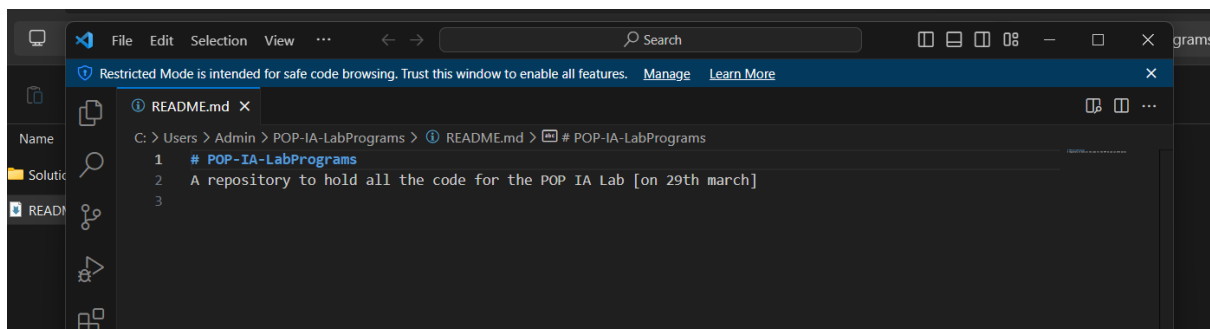 File Edit Selection View ··· Search
grams
Restricted Mode is intended for safe code browsing. Trust this window to enable all features. Manage Learn More
README.md
Name
C: > Users > Admin > POP-IA-LabPrograms > README.md > # POP-IA-LabPrograms
1 # POP-IA-LabPrograms
Solutio
2 A repository to hold all the code for the POP IA Lab [on 29th march]
3
READM